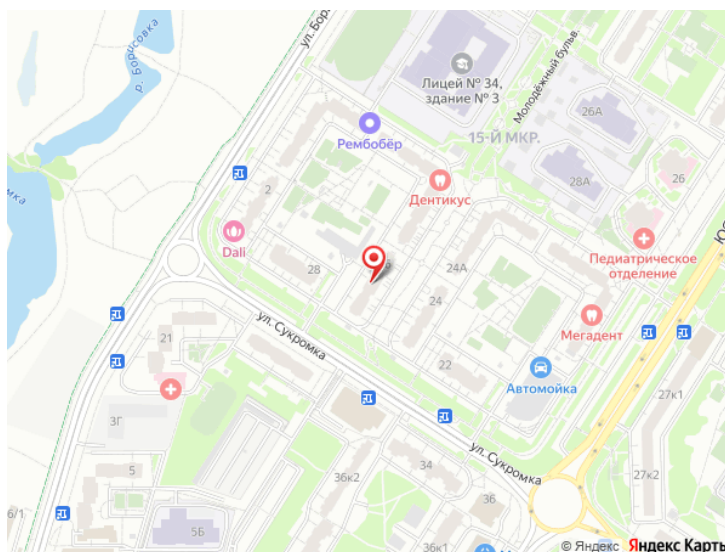 р. Борисовка
ул. Бор
Молодёжный бульв.
Лицей № 34,
здание № 3
26А
Рембобёр
15-Й МКР.
2
Дентикус
28А
26
Dali
Педиатрическое
отделение
28
24А
24
Мегадент
ул. Сукромка
21
22
Автомойка
27к1
3Г
ул. Сукромка
5
34
36к2
27к2
36
6/1
5Б
36к1
© Яндекс Яндекс Карты